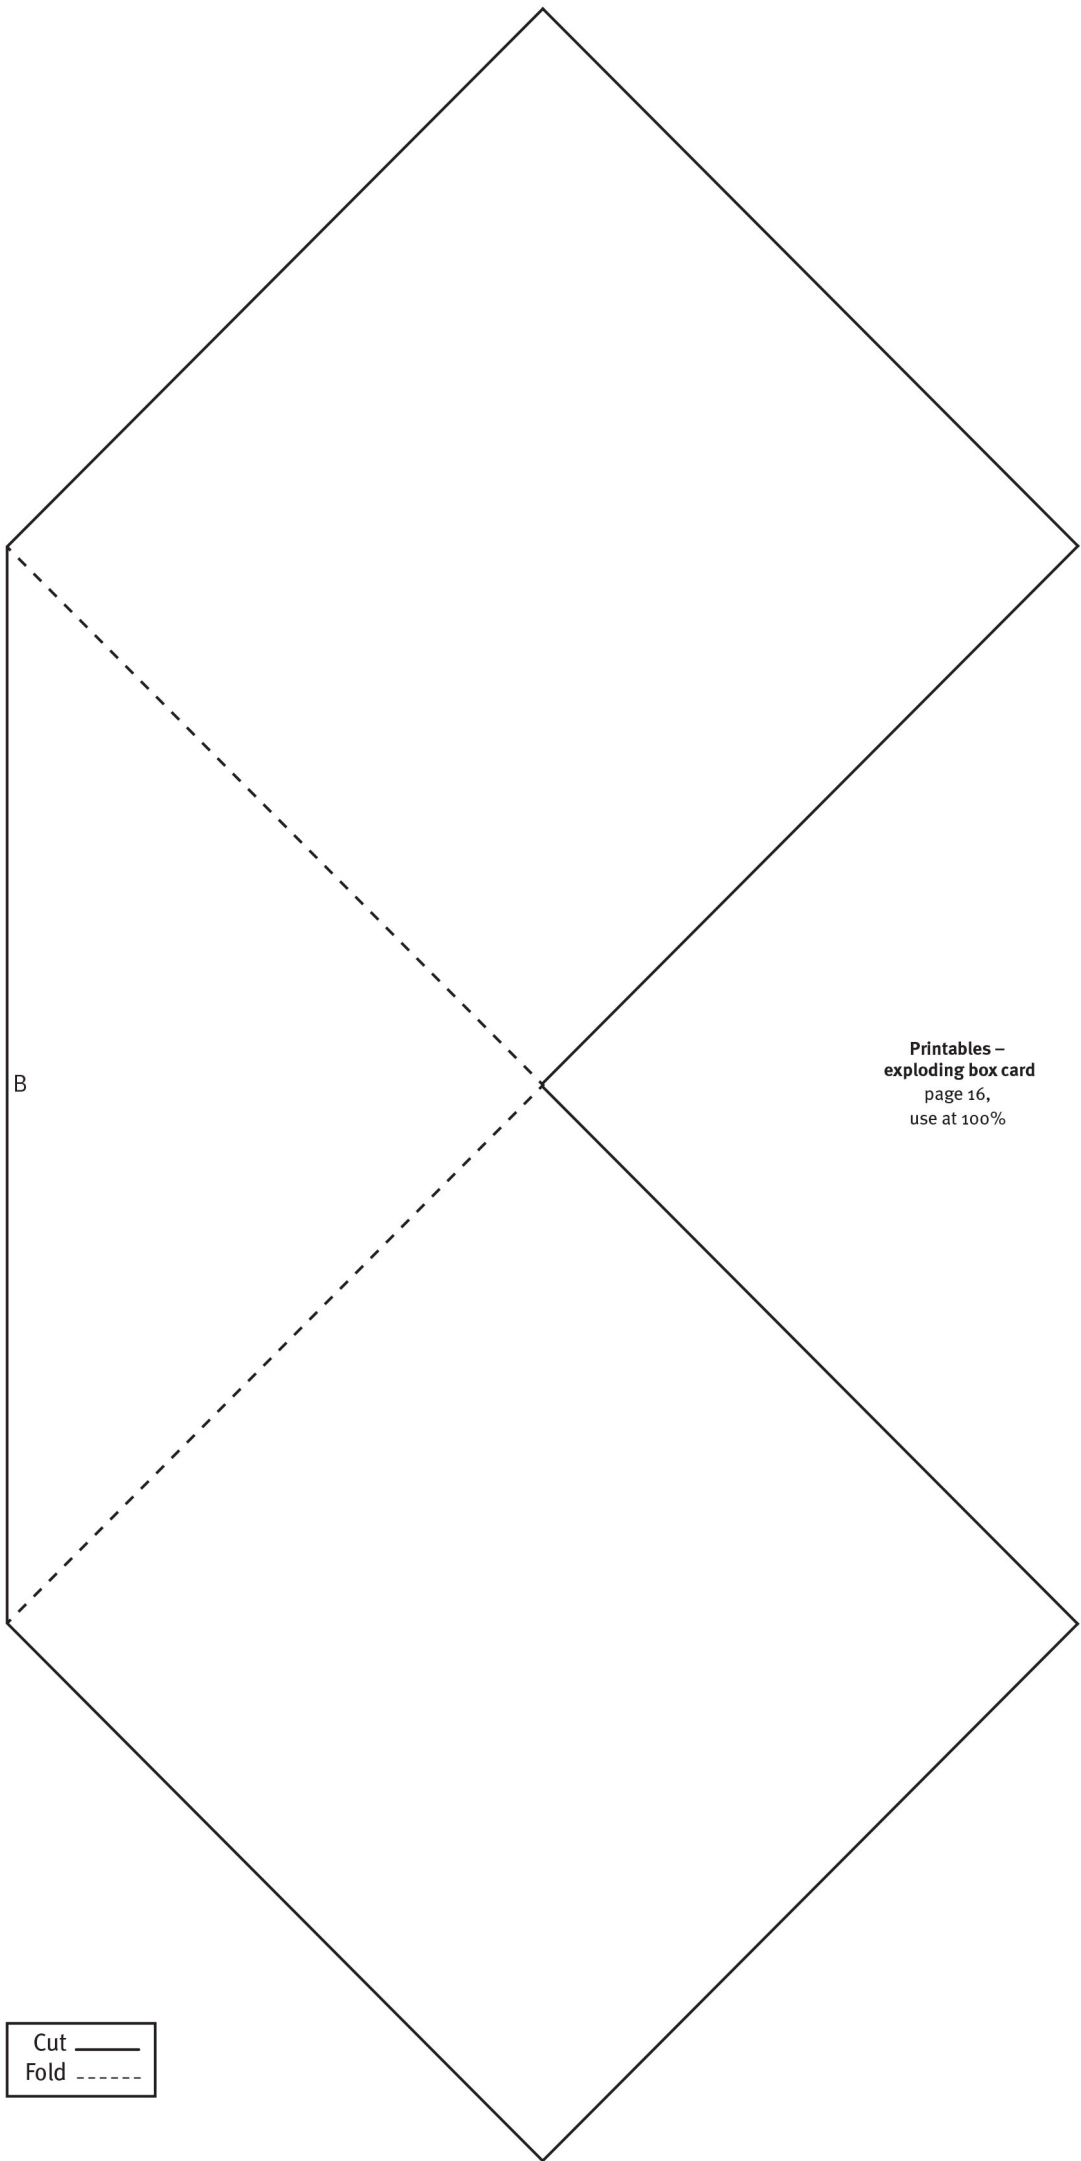 B
Printables –
exploding box card
page 16,
use at 100%
Cut
Fold